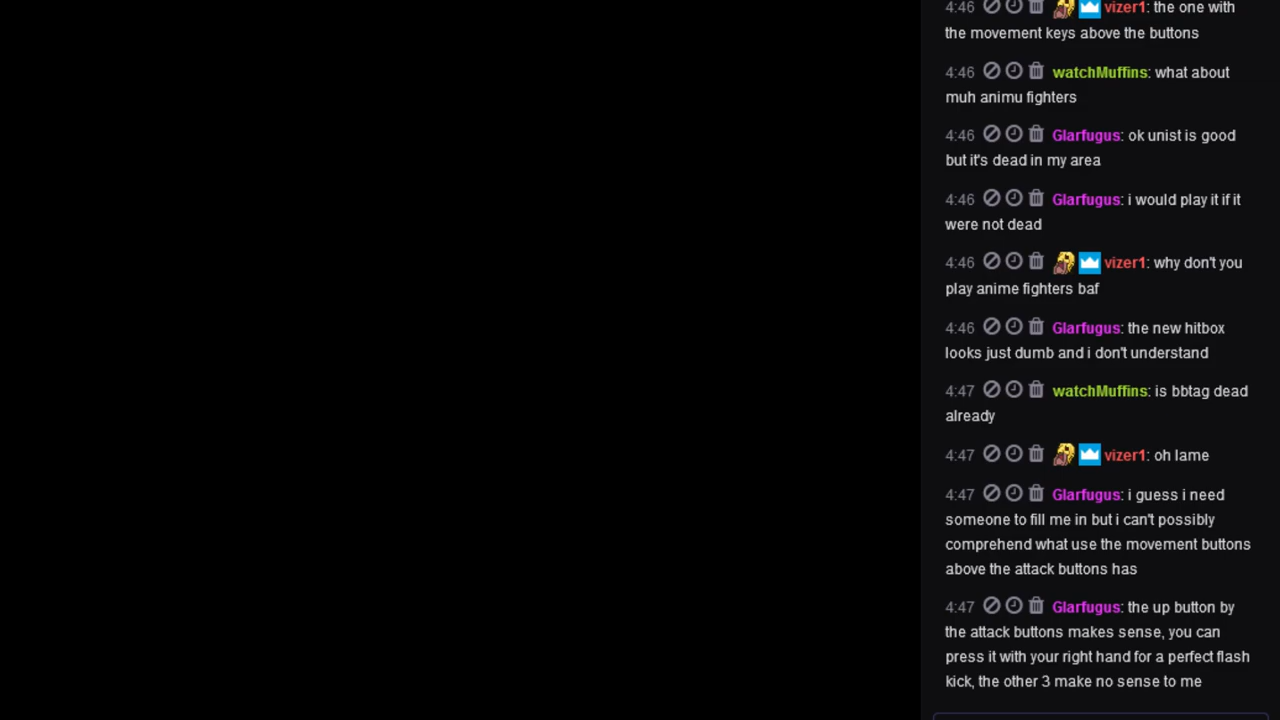 4:46 vizer1: the one with
the movement keys above the buttons
4:46 watchMuffins: what about
muh animu fighters
4:46 Glarfugus: ok unist is good
but it's dead in my area
4:46 Glarfugus: i would play it if it
were not dead
4:46 vizer1: why don't you
play anime fighters baf
4:46 Glarfugus: the new hitbox
looks just dumb and i don't understand
4:47 watchMuffins: is bbtag dead
already
4:47 vizer1: oh lame
4:47 Glarfugus: i guess i need
someone to fill me in but i can't possibly
comprehend what use the movement buttons
above the attack buttons has
4:47 Glarfugus: the up button by
the attack buttons makes sense, you can
press it with your right hand for a perfect flash
kick, the other 3 make no sense to me